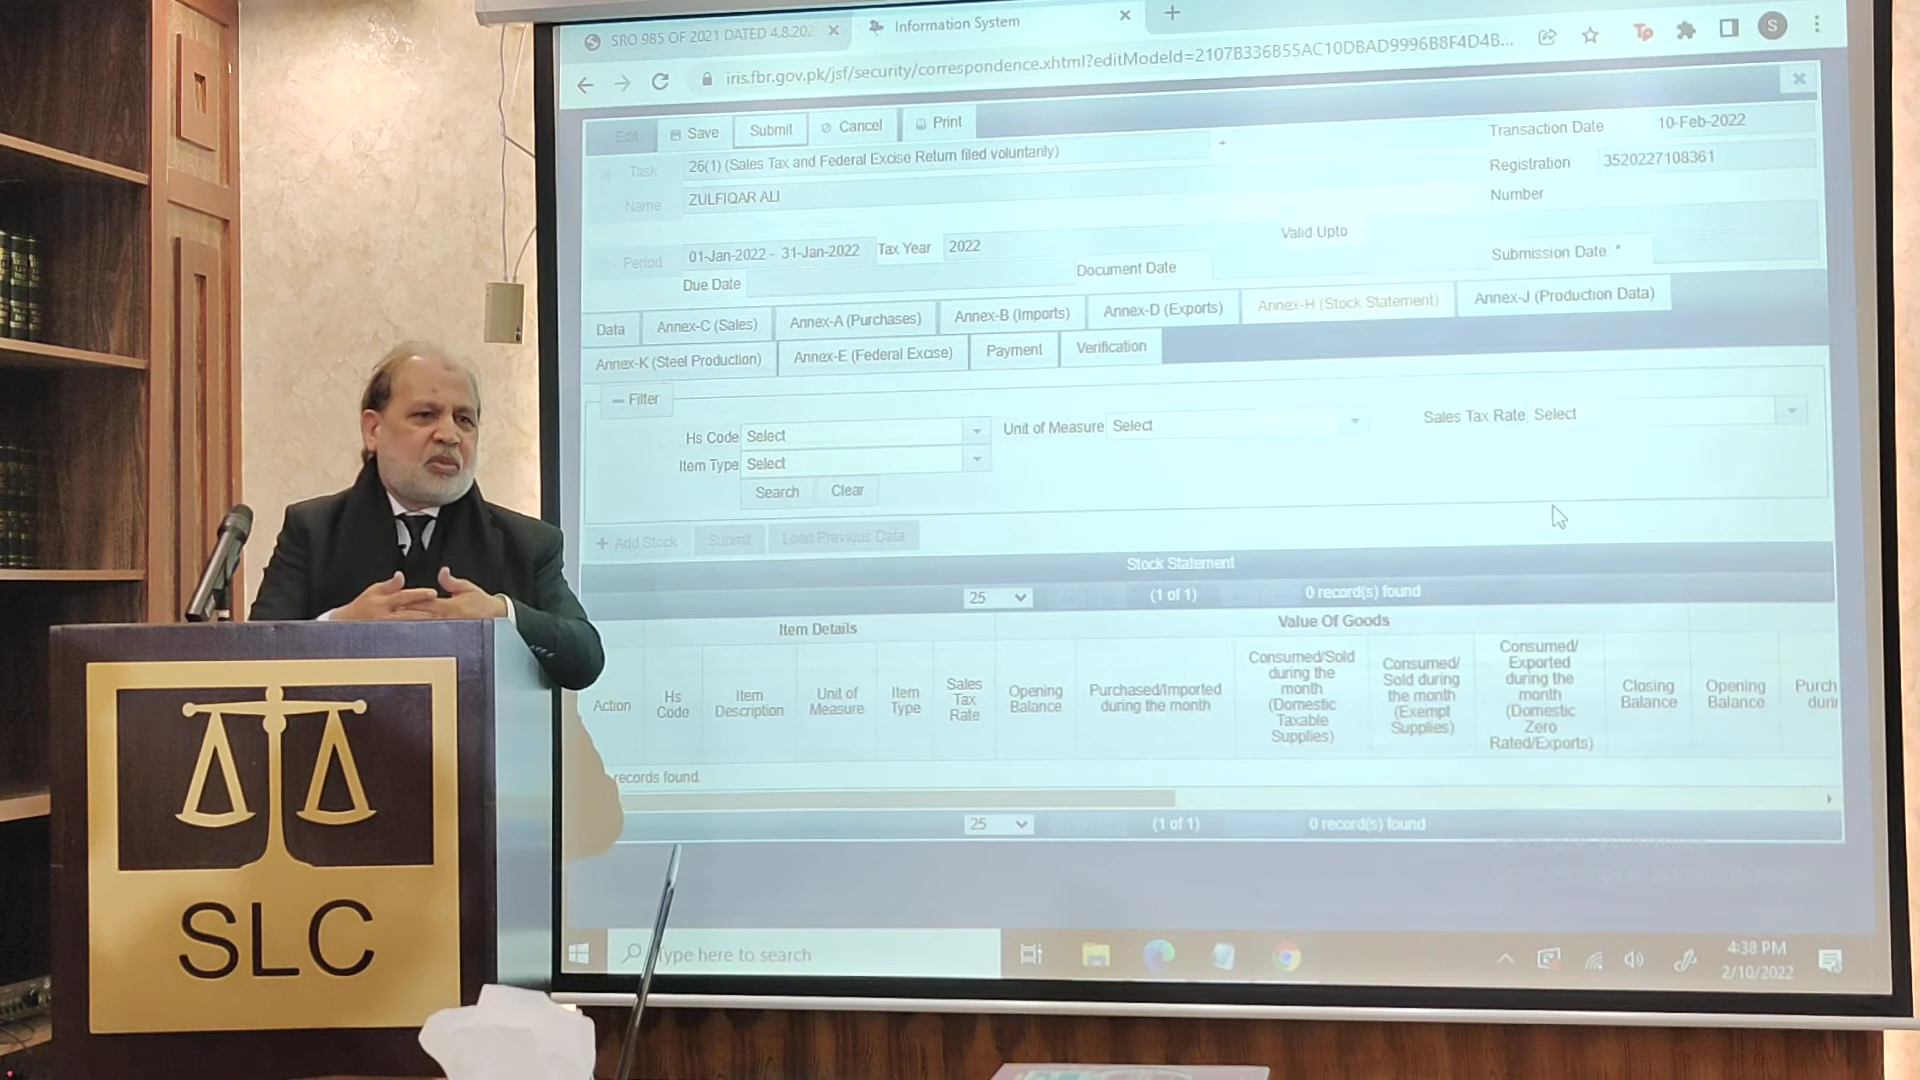 SRO 985 OF 2021 DATED 4.8.202
Information System
iris.fbr.gov.pk/jsf/security/correspondence.xhtml?editModeId=2107B336B55AC10DBAD9996B8F4D4B...
Tp
S
Edit Save Submit Cancel Print
Transaction Date 10-Feb-2022
Task 26(1) (Sales Tax and Federal Excise Return filed voluntarily) *
Registration 3520227108361
Number
Name ZULFIQAR ALI
Period 01-Jan-2022 - 31-Jan-2022 Tax Year 2022 Valid Upto
Submission Date: *
Due Date Document Date
Data Annex-C (Sales) Annex-A (Purchases) Annex-B (Imports) Annex-D (Exports) Annex-H (Stock Statement) Annex-J (Production Data)
Annex-K (Steel Production) Annex-E (Federal Excise) Payment Verification
Filter
Hs Code Select Unit of Measure Select Sales Tax Rate, Select
Item Type Select
Search Clear
+ Add Stock Submit Load Previous Data
Stock Statement
25 (1 of 1) 0 record(s) found
Item Details Value Of Goods
Action
Hs
Code
Item
Description
Unit of
Measure
Item
Type
Sales
Tax
Rate
Opening
Balance
Purchased/Imported
during the month
Consumed/Sold
during the
month
(Domestic
Taxable
Supplies)
Consumed/
Sold during
the month
(Exempt
Supplies)
Consumed/
Exported
during the
month
(Domestic
Zero
Rated/Exports)
Closing
Balance
Opening
Balance
Purch
duri
records found.
25 (1 of 1) 0 record(s) found
Type here to search
4:38 PM
2/10/2022
SLC